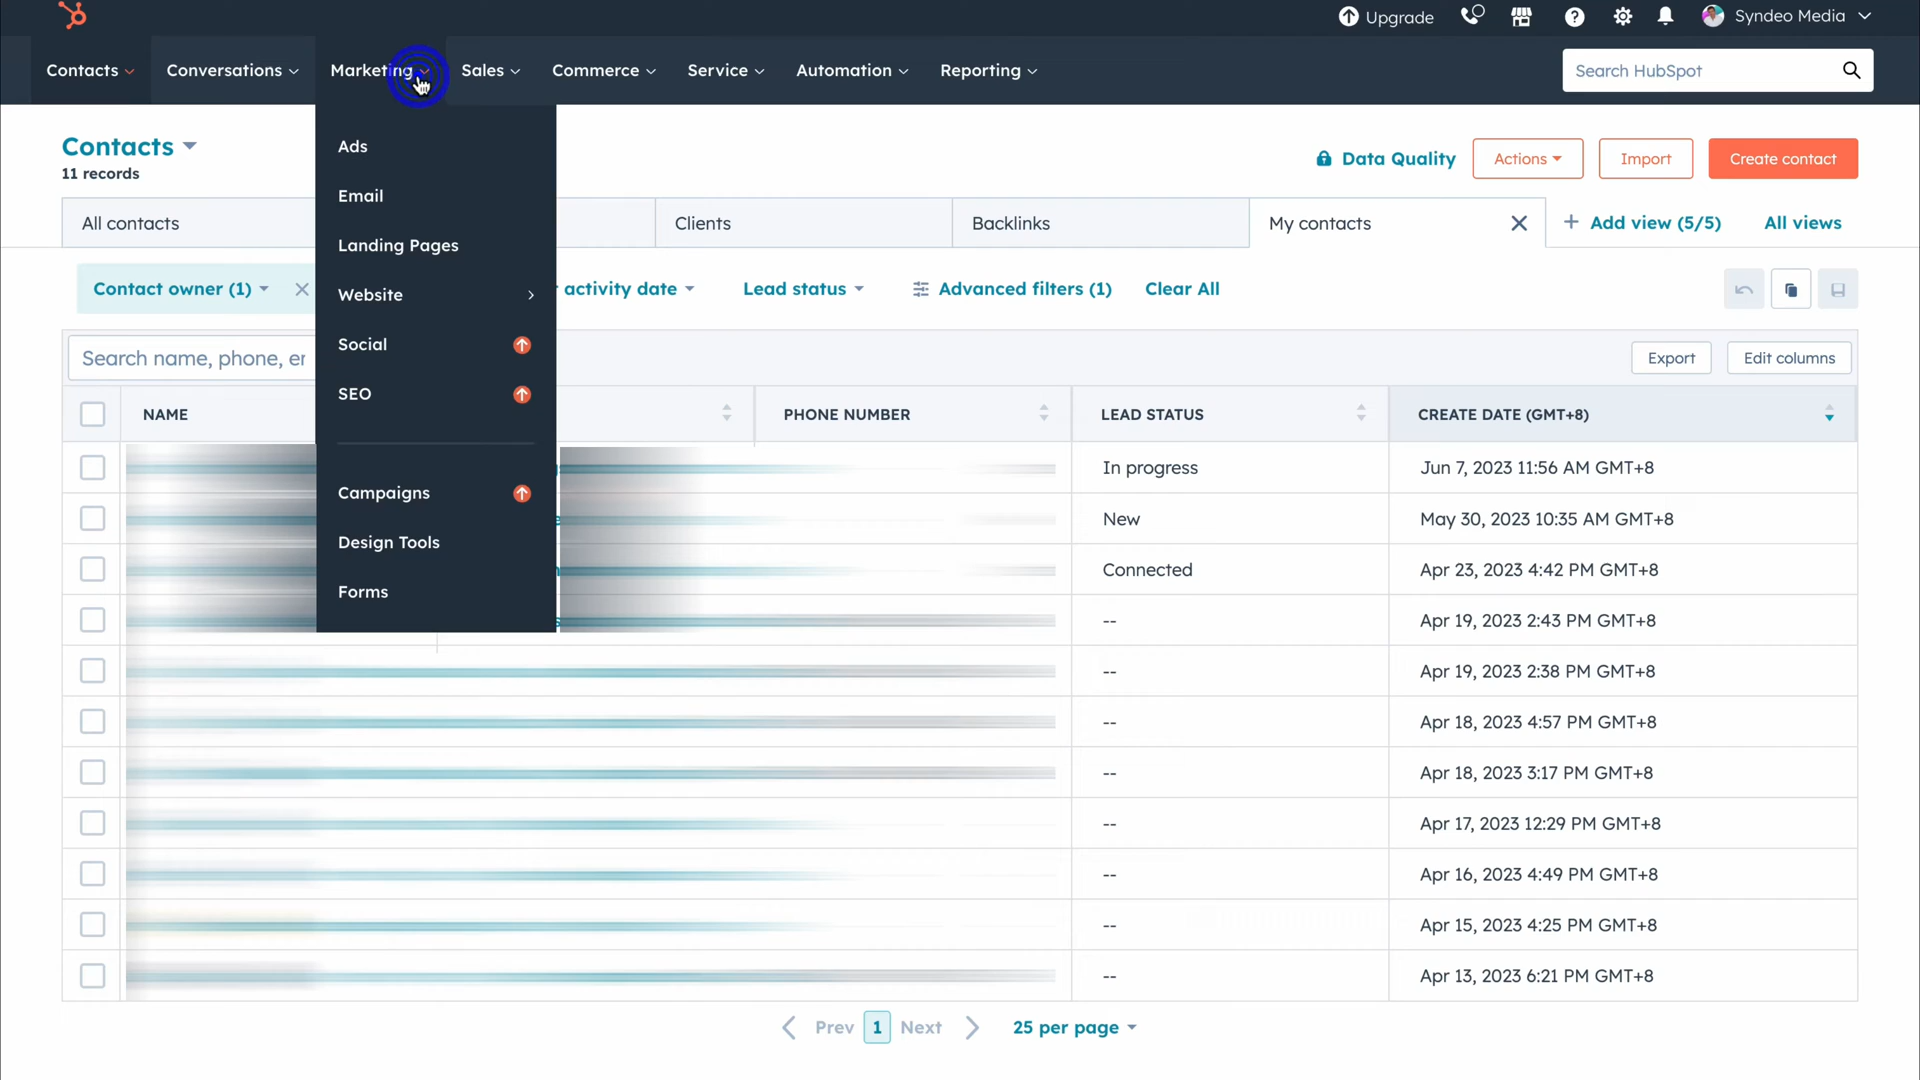 Upgrade
Syndeo Media
Contacts
Conversations
Marketing
Sales
Commerce
Service
Automation
Reporting
Search HubSpot
Ads
Email
Landing Pages
Website
Social
SEO
Campaigns
Design Tools
Forms
Contacts
11 records
Data Quality
Actions
Import
Create contact
All contacts
Clients
Backlinks
My contacts
+ Add view (5/5)
All views
Contact owner (1)
activity date
Lead status
Advanced filters (1)
Clear All
Search name, phone, er
Export
Edit columns
NAME
PHONE NUMBER
LEAD STATUS
CREATE DATE (GMT+8)
In progress
Jun 7, 2023 11:56 AM GMT+8
New
May 30, 2023 10:35 AM GMT+8
Connected
Apr 23, 2023 4:42 PM GMT+8
--
Apr 19, 2023 2:43 PM GMT+8
--
Apr 19, 2023 2:38 PM GMT+8
--
Apr 18, 2023 4:57 PM GMT+8
--
Apr 18, 2023 3:17 PM GMT+8
--
Apr 17, 2023 12:29 PM GMT+8
--
Apr 16, 2023 4:49 PM GMT+8
--
Apr 15, 2023 4:25 PM GMT+8
--
Apr 13, 2023 6:21 PM GMT+8
Prev
1
Next
25 per page